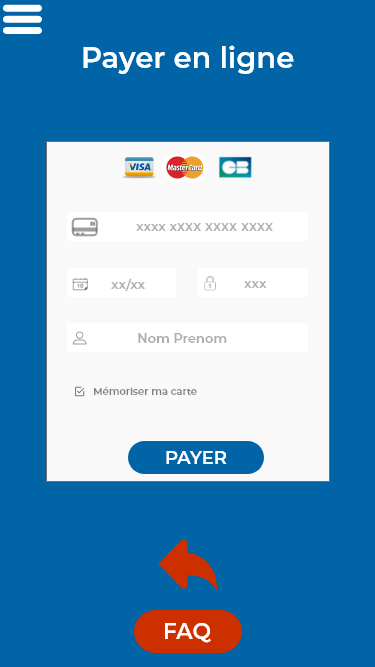 Payer en ligne
VISA MasterCard CB
xxxx xxxx xxxx xxxx
xx/xx xxx
Nom Prenom
Mémoriser ma carte
PAYER
FAQ